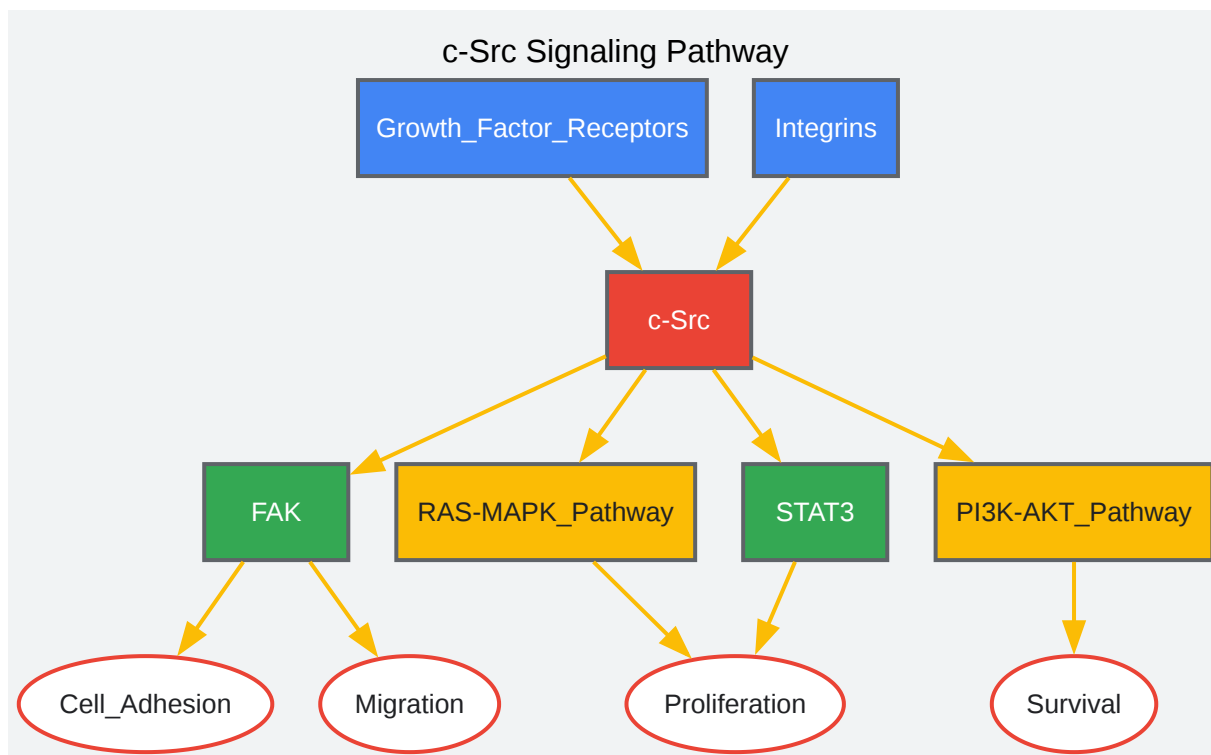 c-Src Signaling Pathway
Growth_Factor_Receptors
Integrins
c-Src
FAK
RAS-MAPK_Pathway
STAT3
PI3K-AKT_Pathway
Cell_Adhesion
Migration
Proliferation
Survival